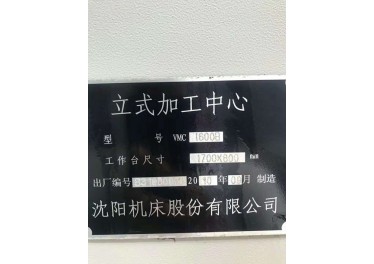 立式加工中心
型 号 VMC 1600B
工作台尺寸 1700X800 mm
出厂编号 20 年 月 制造
沈阳机床股份有限公司